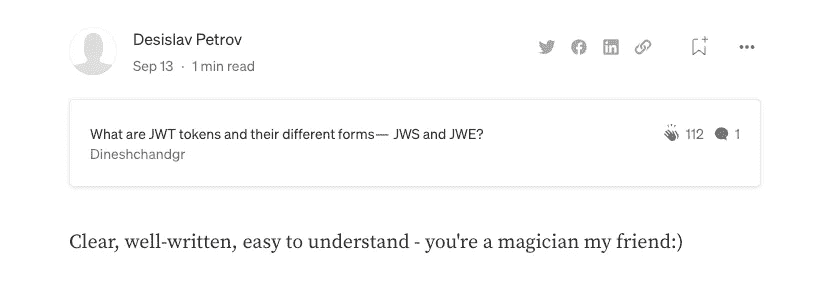 Desislav Petrov
Sep 13 · 1 min read
What are JWT tokens and their different forms— JWS and JWE?
112 1
Dineshchandgr
Clear, well-written, easy to understand - you're a magician my friend:)